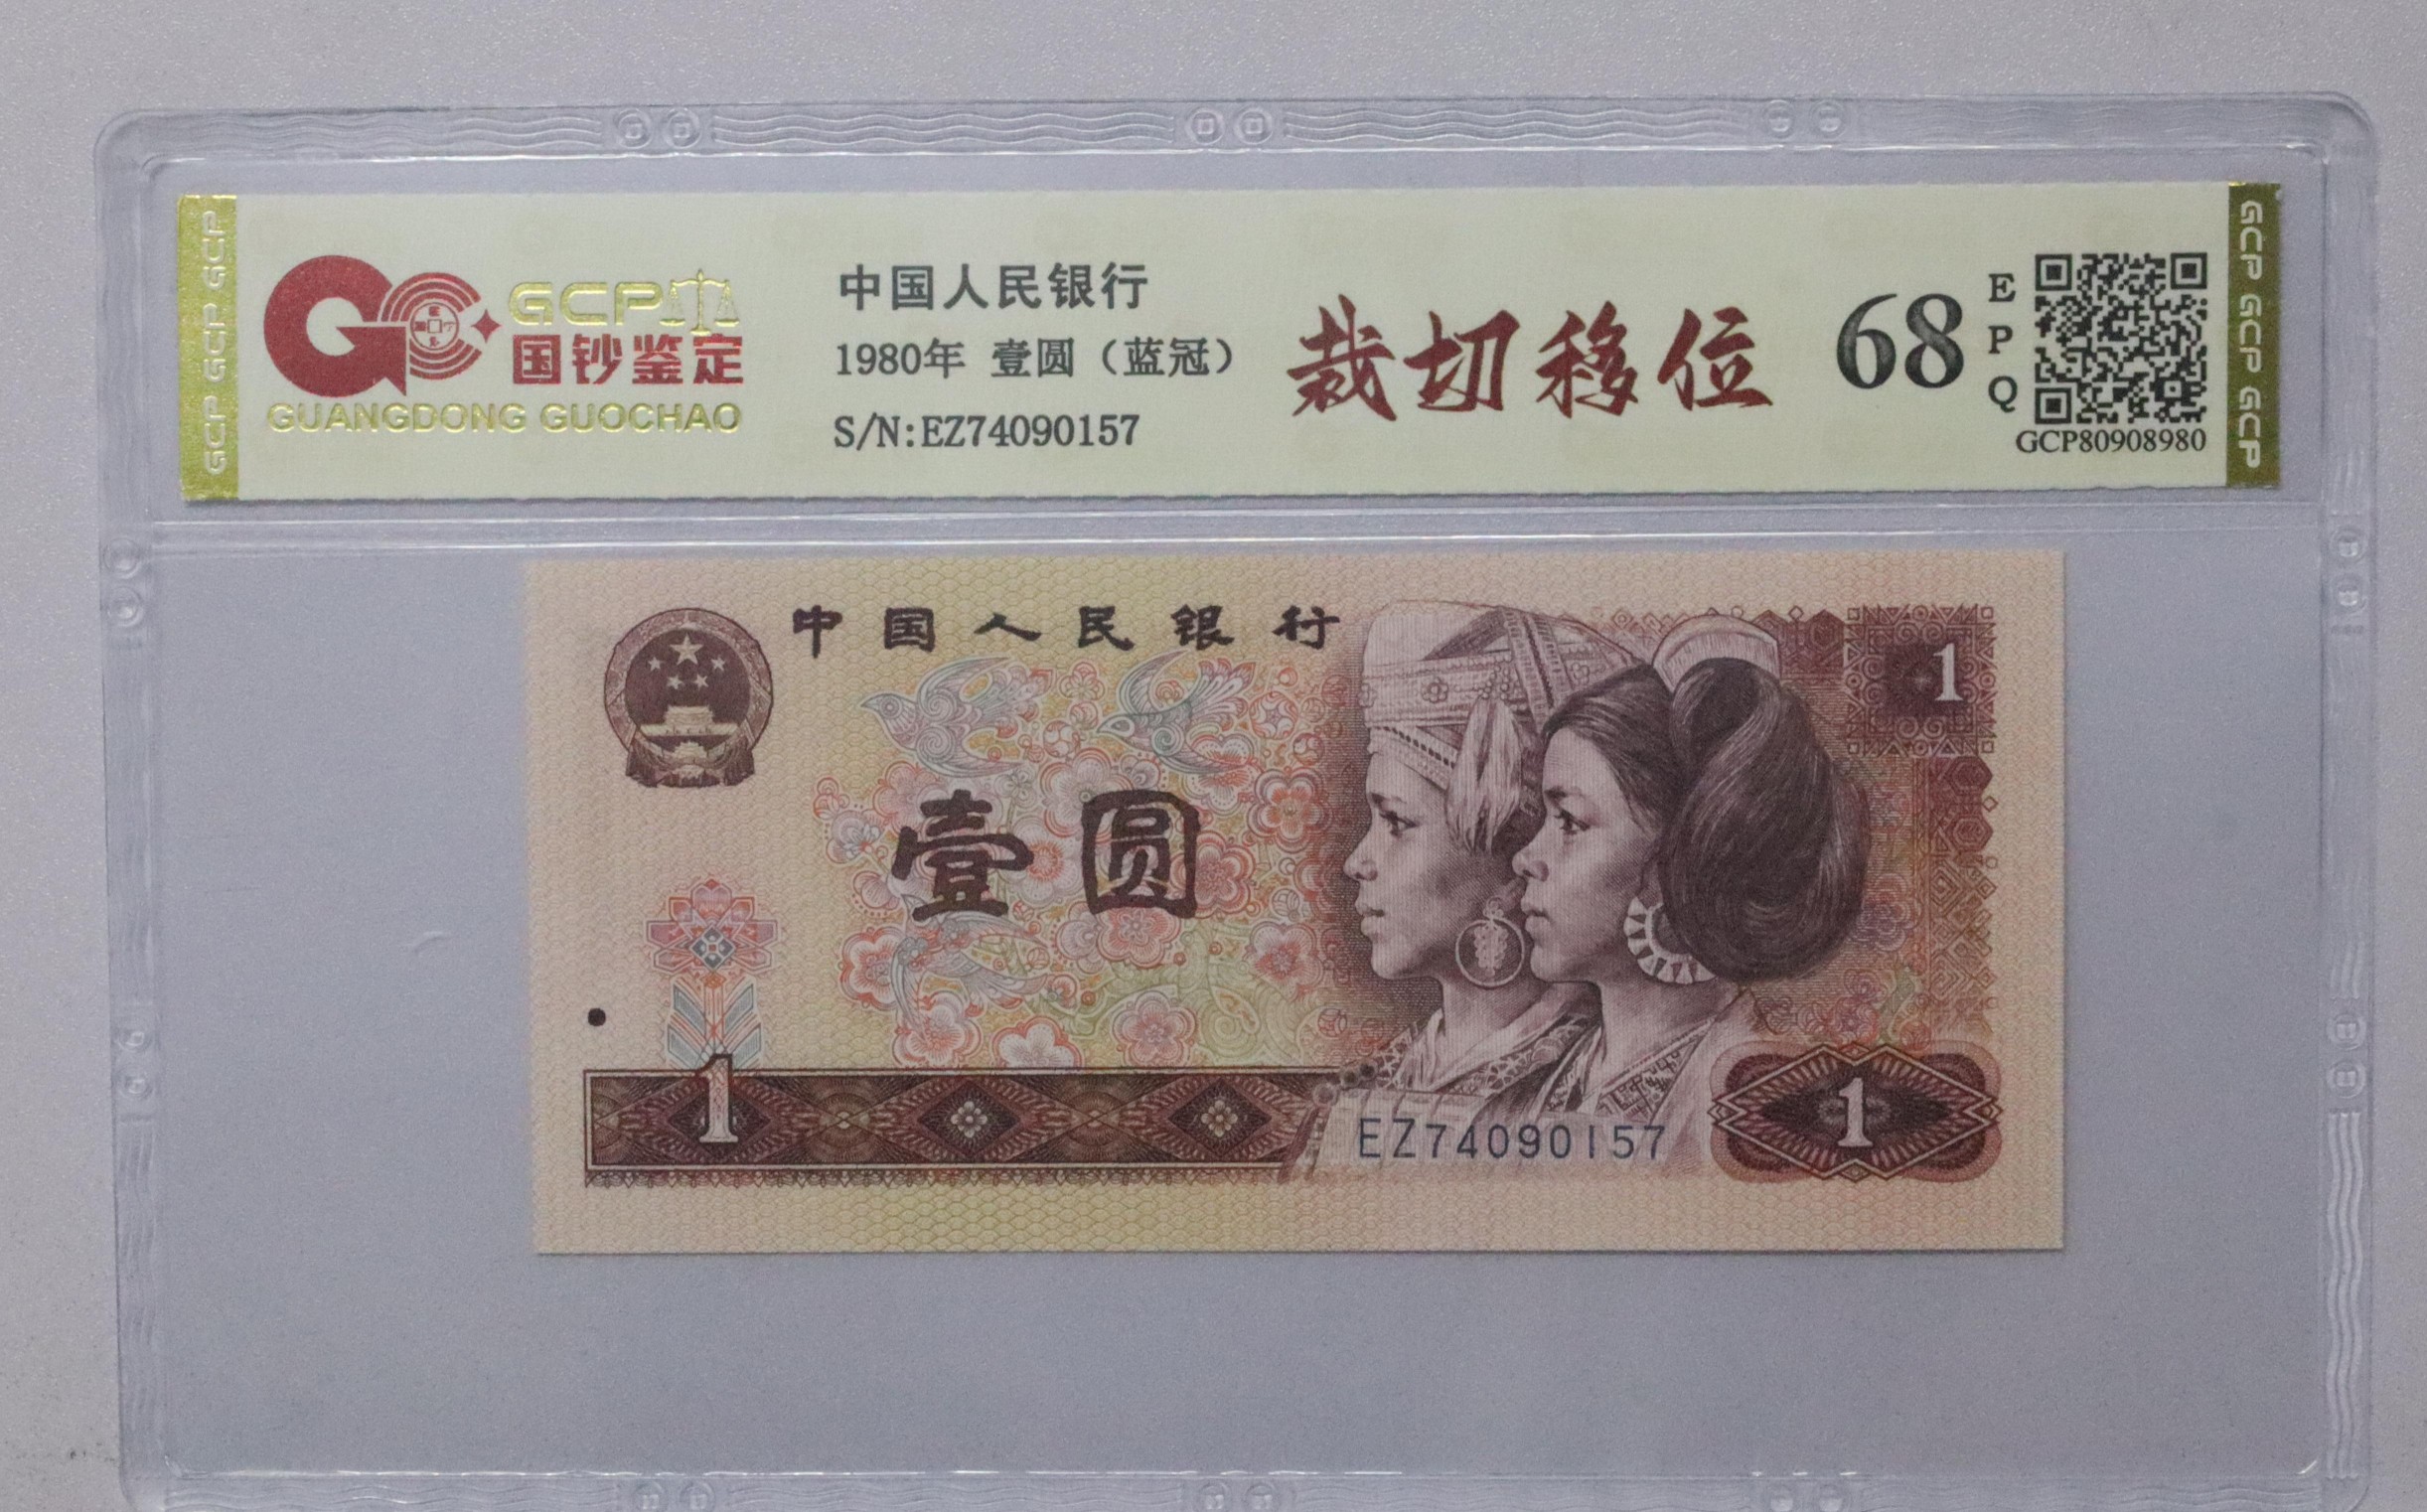 GCP GCP GCP
GCP
国钞鉴定
GUANGDONG GUOCHAO
中国人民银行
1980年 壹圆（蓝冠）
S/N:EZ74090157
裁切移位
68
EPQ
GCP80908980
GCP GCP GCP
中国人民银行
1
壹圆
1
EZ74090157
1